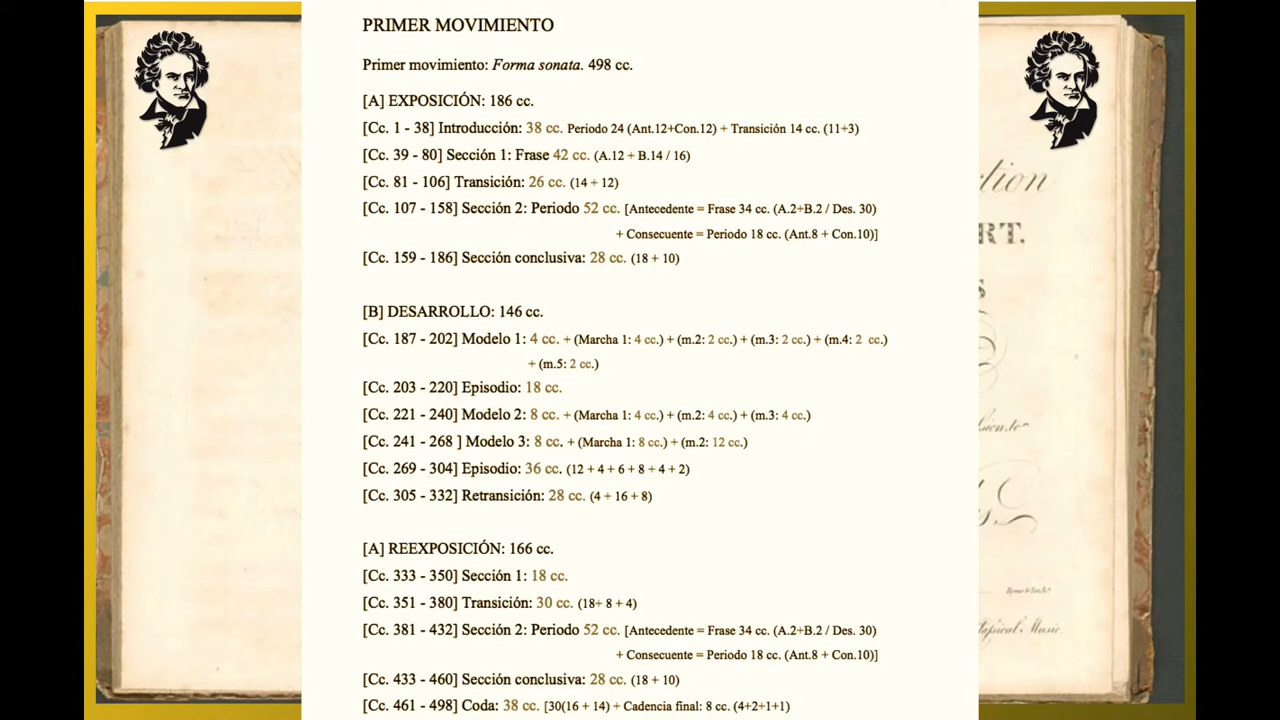 PRIMER MOVIMIENTO
Primer movimiento: Forma sonata. 498 cc.
[A] EXPOSICIÓN: 186 cc.
[Cc. 1 - 38] Introducción: 38 cc. Periodo 24 (Ant.12+Con.12) + Transición 14 cc. (11+3)
[Cc. 39 - 80] Sección 1: Frase 42 cc. (A.12 + B.14 / 16)
[Cc. 81 - 106] Transición: 26 cc. (14 + 12)
[Cc. 107 - 158] Sección 2: Periodo 52 cc. [Antecedente = Frase 34 cc. (A.2+B.2 / Des. 30)
+ Consecuente = Periodo 18 cc. (Ant.8 + Con.10)]
[Cc. 159 - 186] Sección conclusiva: 28 cc. (18 + 10)
[B] DESARROLLO: 146 cc.
[Cc. 187 - 202] Modelo 1: 4 cc. + (Marcha 1: 4 cc.) + (m.2: 2 cc.) + (m.3: 2 cc.) + (m.4: 2 cc.)
+ (m.5: 2 cc.)
[Cc. 203 - 220] Episodio: 18 cc.
[Cc. 221 - 240] Modelo 2: 8 cc. + (Marcha 1: 4 cc.) + (m.2: 4 cc.) + (m.3: 4 cc.)
[Cc. 241 - 268 ] Modelo 3: 8 cc. + (Marcha 1: 8 cc.) + (m.2: 12 cc.)
[Cc. 269 - 304] Episodio: 36 cc. (12 + 4 + 6 + 8 + 4 + 2)
[Cc. 305 - 332] Retransición: 28 cc. (4 + 16 + 8)
[A] REEXPOSICIÓN: 166 cc.
[Cc. 333 - 350] Sección 1: 18 cc.
[Cc. 351 - 380] Transición: 30 cc. (18+ 8 + 4)
[Cc. 381 - 432] Sección 2: Periodo 52 cc. [Antecedente = Frase 34 cc. (A.2+B.2 / Des. 30)
+ Consecuente = Periodo 18 cc. (Ant.8 + Con.10)]
[Cc. 433 - 460] Sección conclusiva: 28 cc. (18 + 10)
[Cc. 461 - 498] Coda: 38 cc. [30(16 + 14) + Cadencia final: 8 cc. (4+2+1+1)
RT.
Music.